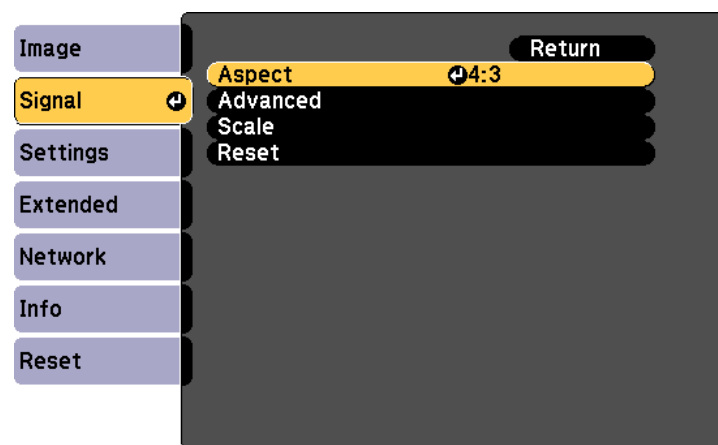 Image
Signal
Settings
Extended
Network
Info
Reset
Return
Aspect 4:3
Advanced
Scale
Reset